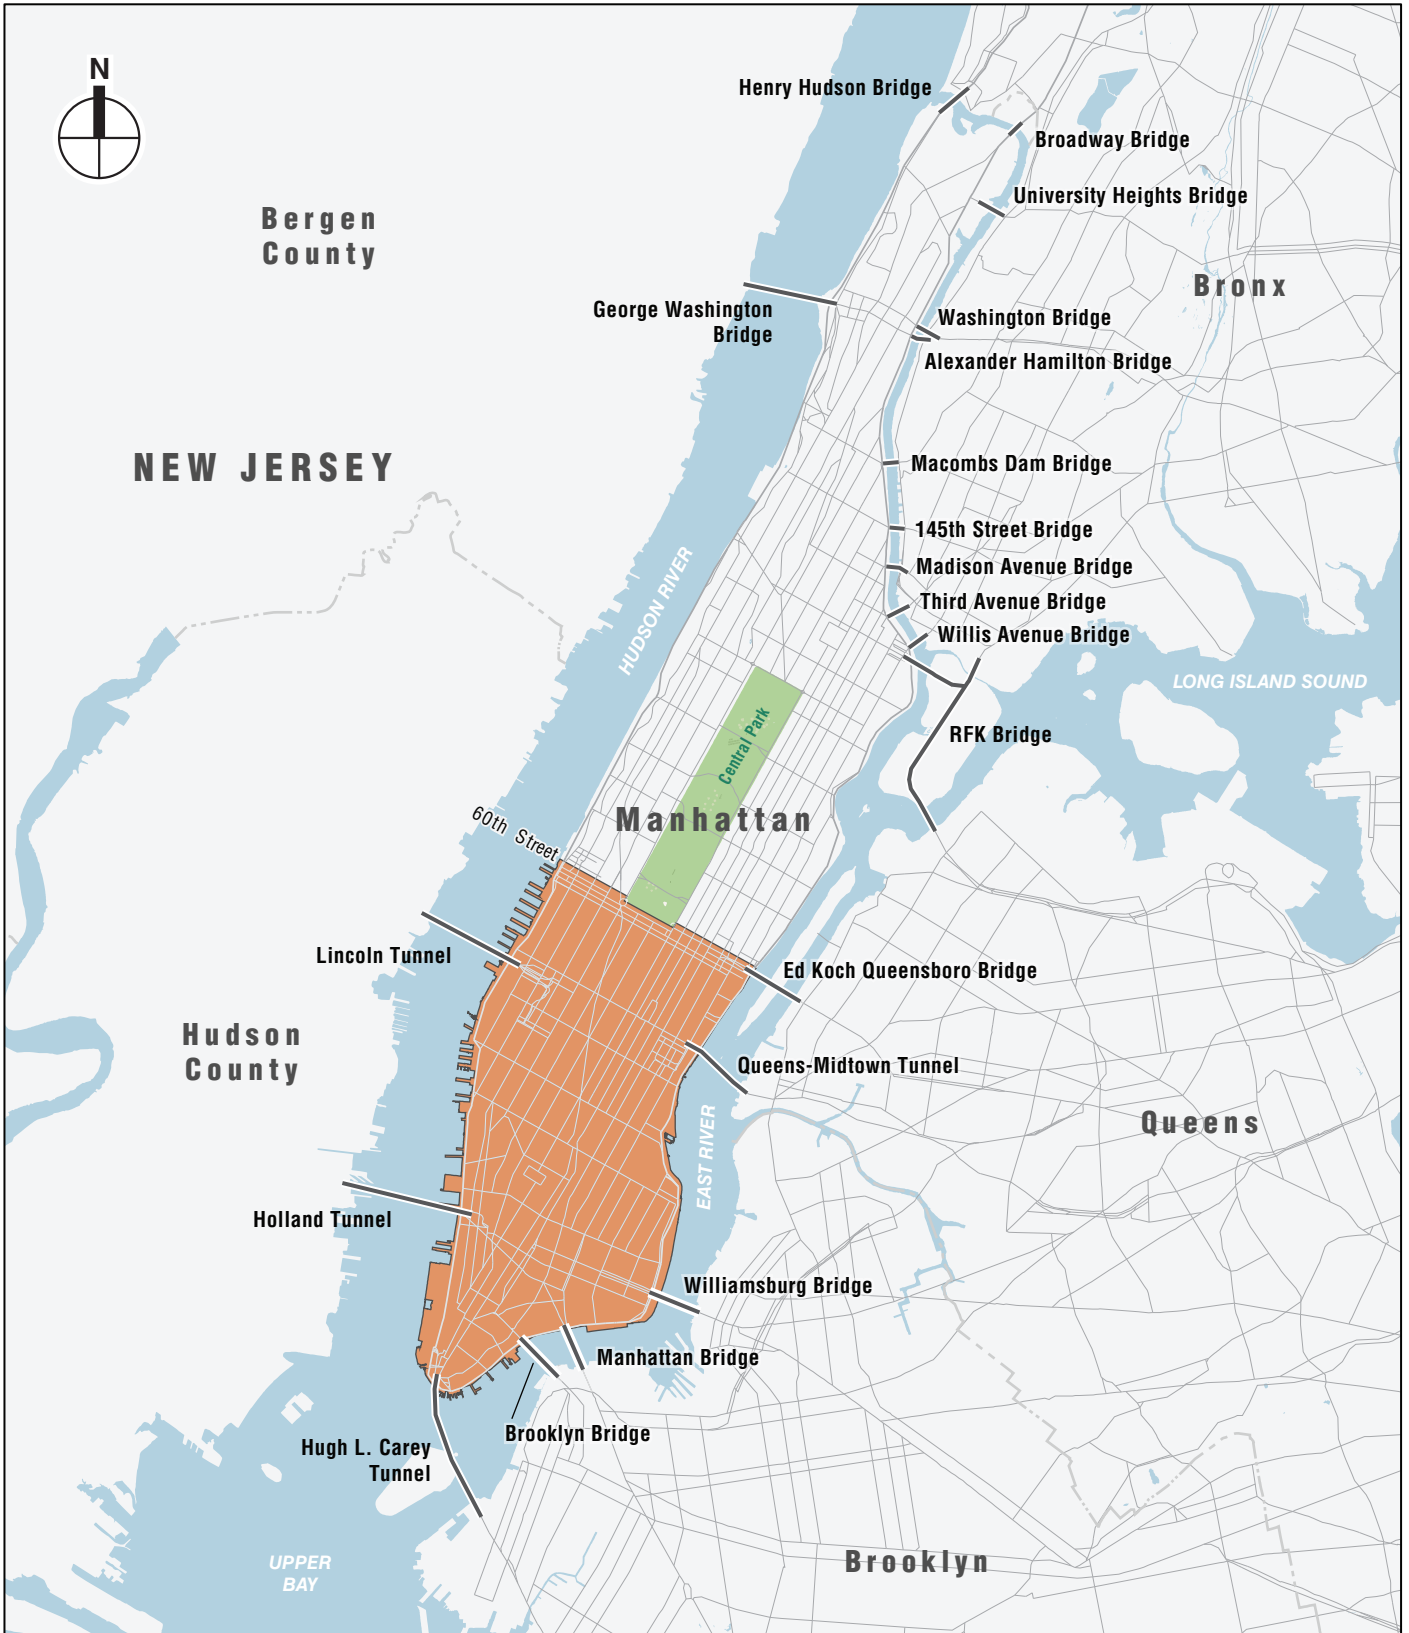 N
Henry Hudson Bridge
Broadway Bridge
University Heights Bridge
Bergen
County
Bronx
George Washington
Bridge
Washington Bridge
Alexander Hamilton Bridge
NEW JERSEY
Macombs Dam Bridge
145th Street Bridge
Madison Avenue Bridge
HUDSON RIVER
Third Avenue Bridge
Willis Avenue Bridge
LONG ISLAND SOUND
RFK Bridge
Central Park
Manhattan
60th Street
Lincoln Tunnel
Ed Koch Queensboro Bridge
Hudson
County
Queens-Midtown Tunnel
Queens
EAST RIVER
Holland Tunnel
Williamsburg Bridge
Manhattan Bridge
Brooklyn Bridge
Hugh L. Carey
Tunnel
UPPER
BAY
Brooklyn